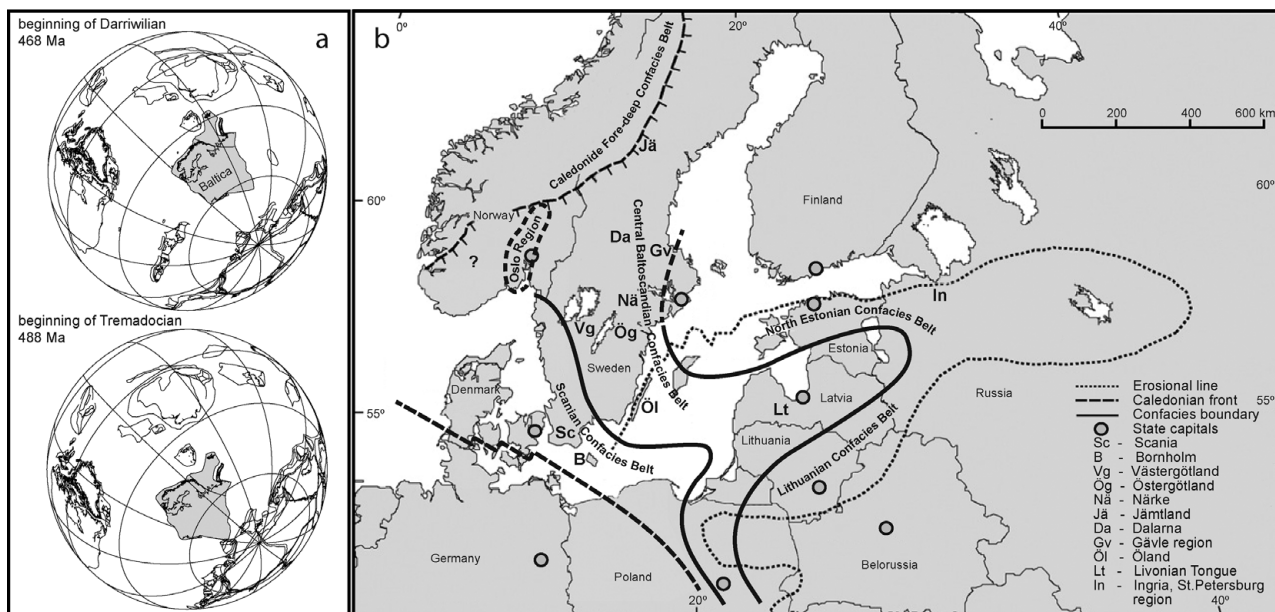 beginning of Darriwilian
468 Ma
a
Baltica
beginning of Tremadocian
488 Ma
b
0º
20º
40º
60º
60º
55º
55º
20º
40º
0 200 400 600 km
Caledonide Fore-deep Confacies Belt
Jä
Norway
?
Oslo Region
Finland
Da
Gv
Central Baltoscandian Confacies Belt
Nä
Vg
Ög
In
North Estonian Confacies Belt
Estonia
Sweden
Denmark
Russia
Öl
Lt
Latvia
Scanian Confacies Belt
Sc
B
Lithuania
Lithuanian Confacies Belt
Germany
Poland
Belorussia
Erosional line
Caledonian front
Confacies boundary
State capitals
Sc - Scania
B - Bornholm
Vg - Västergötland
Ög - Östergötland
Nä - Närke
Jä - Jämtland
Da - Dalarna
Gv - Gävle region
Öl - Öland
Lt - Livonian Tongue
In - Ingria, St.Petersburg
region